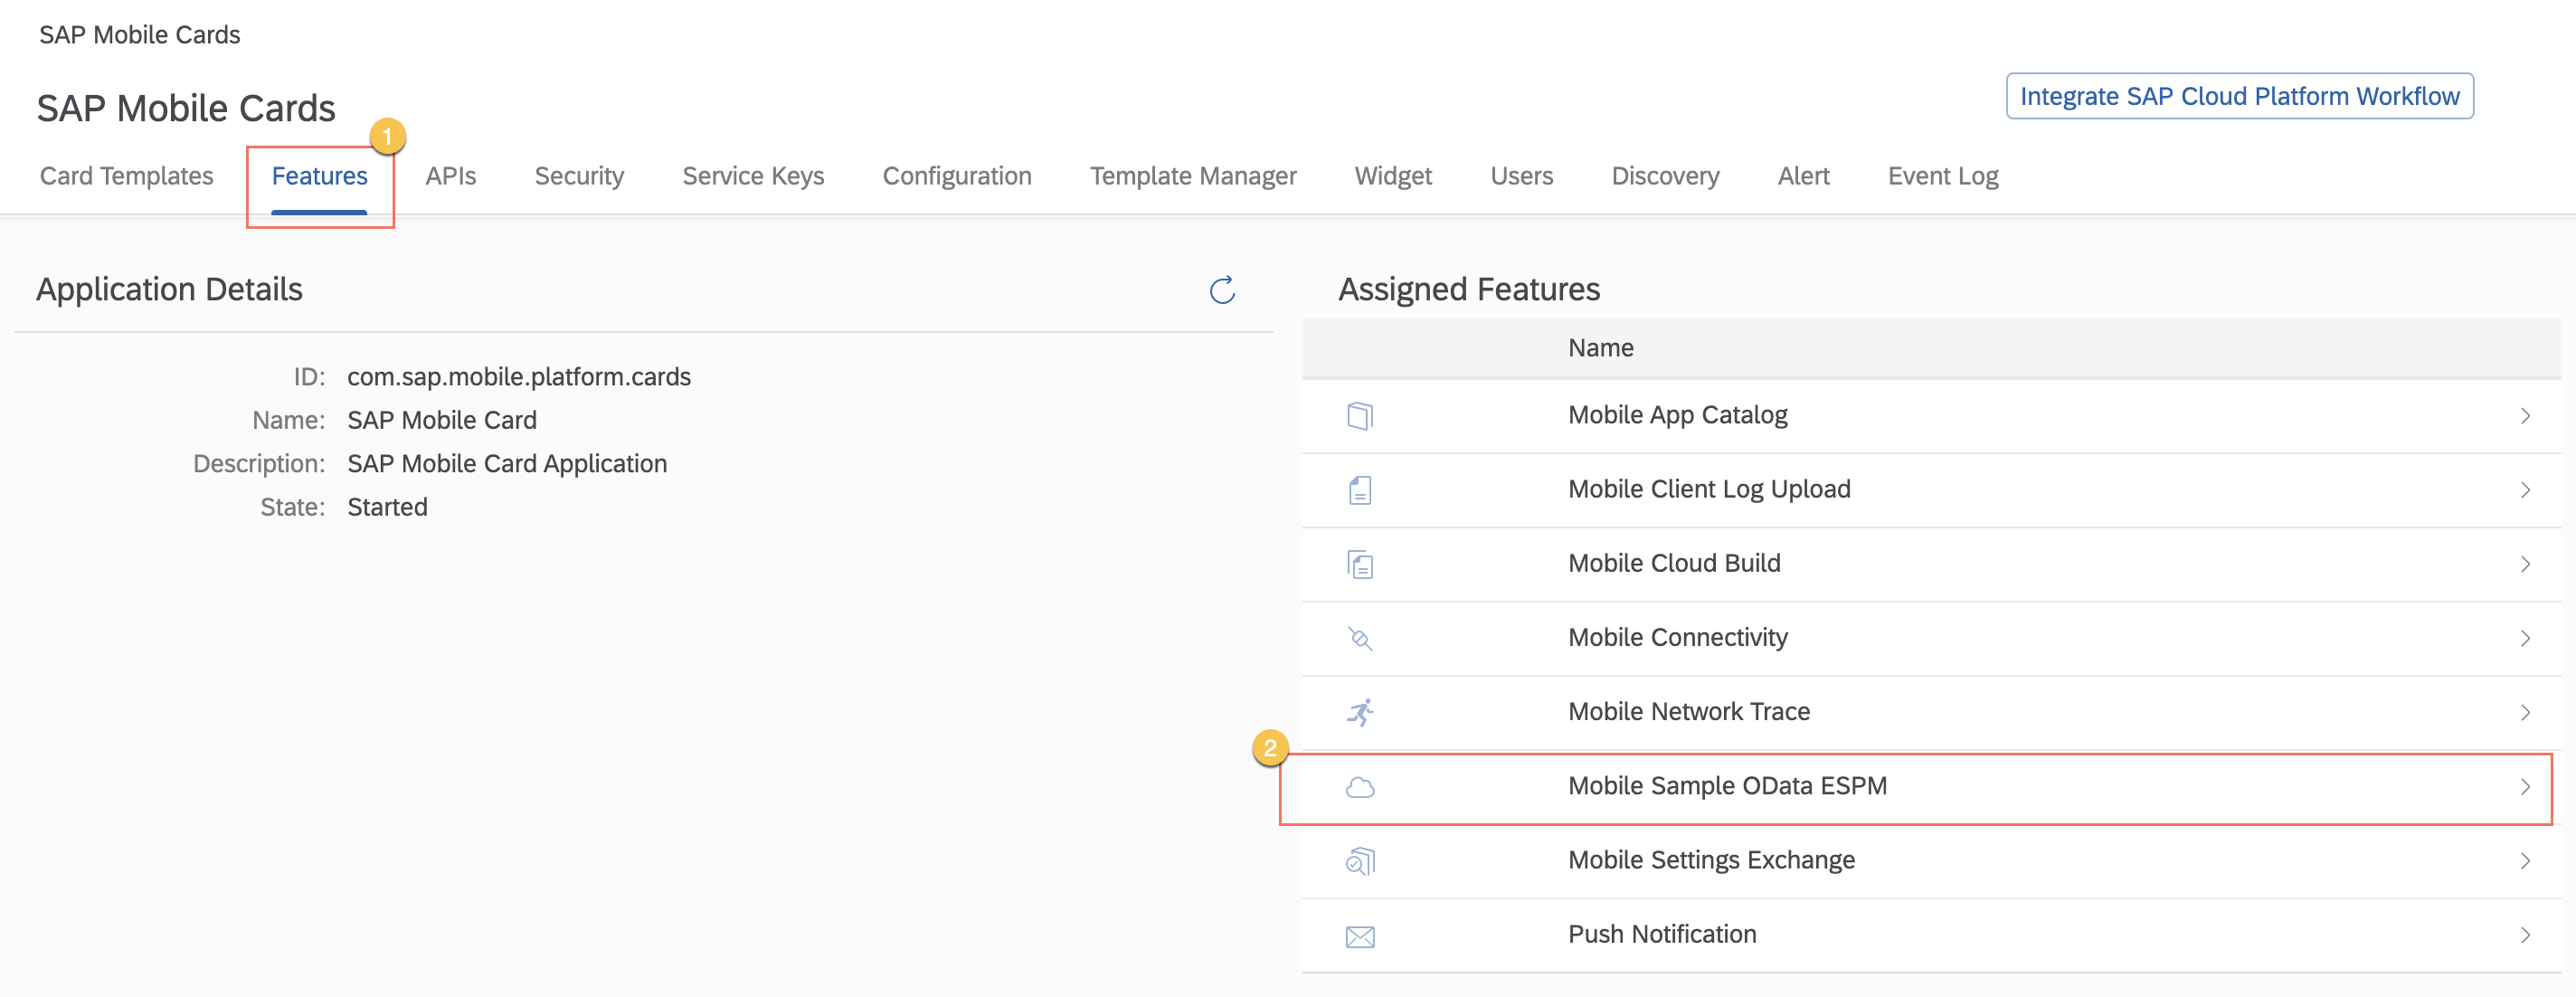 SAP Mobile Cards
SAP Mobile Cards
Integrate SAP Cloud Platform Workflow
1
Card Templates Features APIs Security Service Keys Configuration Template Manager Widget Users Discovery Alert Event Log
Application Details
ID: com.sap.mobile.platform.cards
Name: SAP Mobile Card
Description: SAP Mobile Card Application
State: Started
Assigned Features
Name
Mobile App Catalog
Mobile Client Log Upload
Mobile Cloud Build
Mobile Connectivity
Mobile Network Trace
2
Mobile Sample OData ESPM
Mobile Settings Exchange
Push Notification